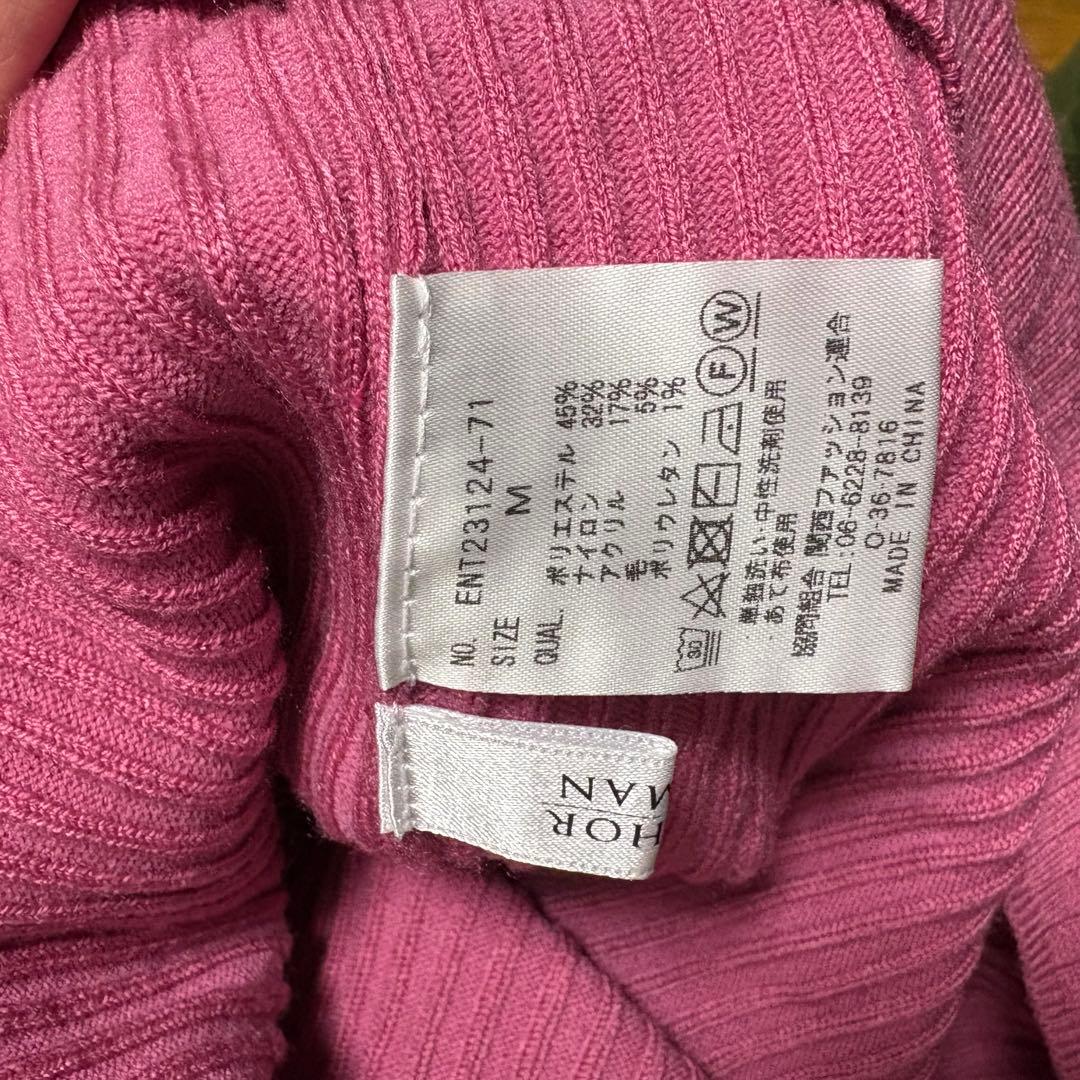 NO. ENT23124-71
SIZE M
QUAL. ポリエステル 45%
ナイロン 32%
アクリル 17%
毛 5%
ポリウレタン 1%
30 F W
単独洗い・中性洗剤使用
・あて布使用
協同組合 関西ファッション連合
TEL:06-6228-8139
O-36-7816
MADE IN CHINA
HOR
MAN